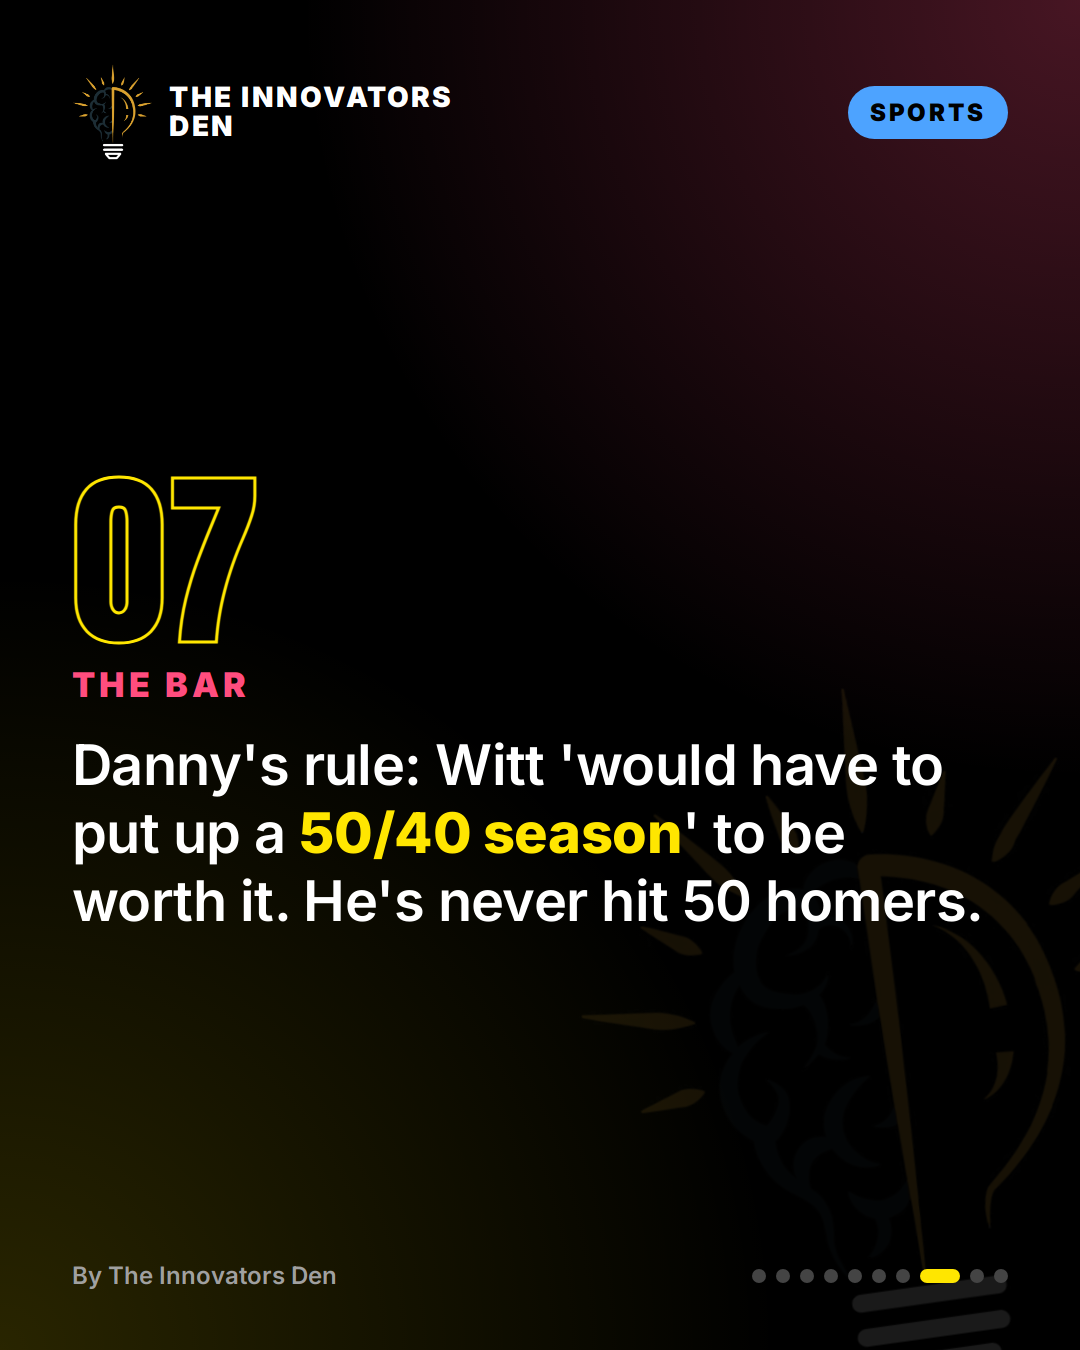 THE INNOVATORS
DEN
SPORTS
07
THE BAR
Danny's rule: Witt 'would have to
put up a 50/40 season' to be
worth it. He's never hit 50 homers.
By The Innovators Den